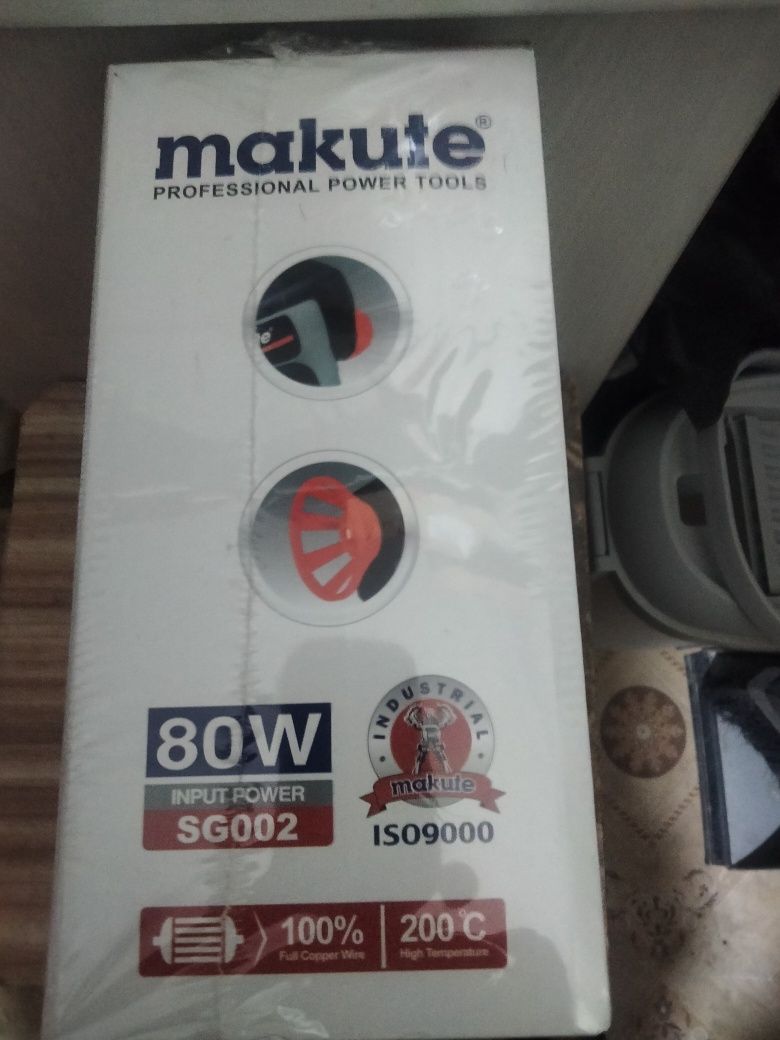 makute®
PROFESSIONAL POWER TOOLS
e®
80W
INPUT POWER
SG002
INDUSTRIAL
makute
ISO9000
100%
Full Copper Wire
200°C
High Temperature